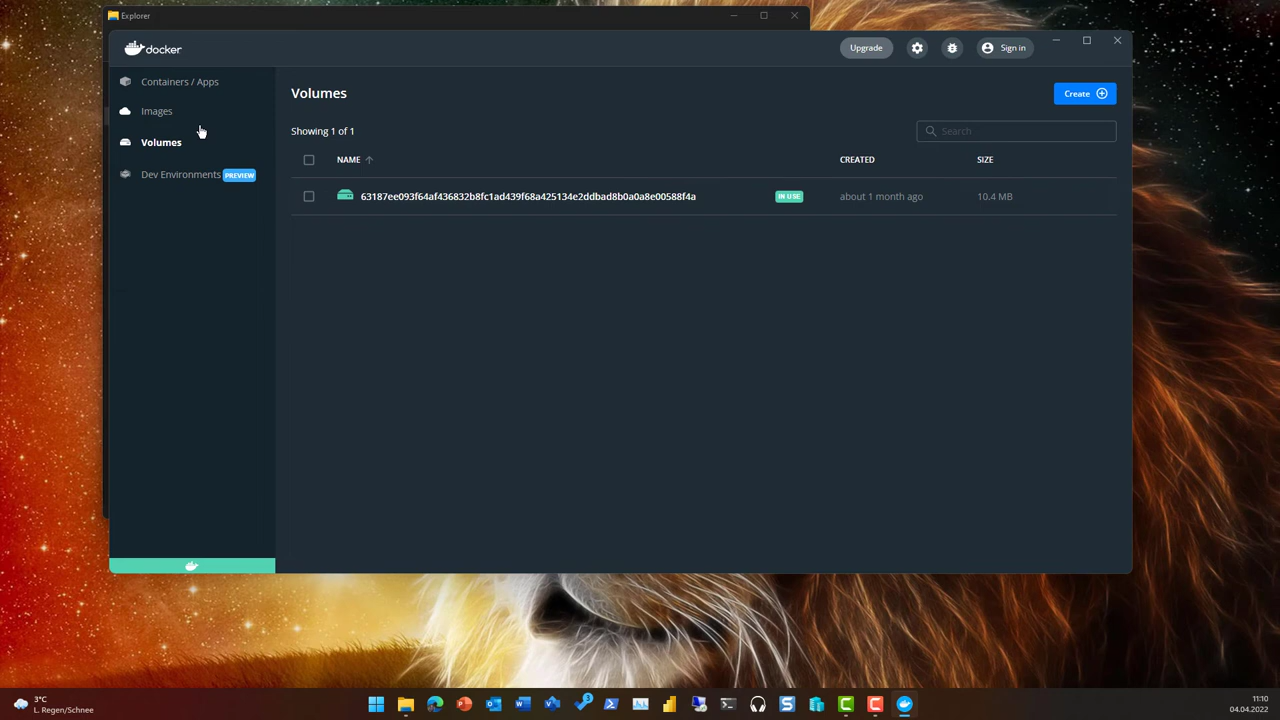 Explorer
docker
Upgrade
Sign in
Containers / Apps
Images
Volumes
Dev Environments PREVIEW
Volumes
Create
Showing 1 of 1
Search
NAME
CREATED
SIZE
63187ee093f64af436832b8fc1ad439f68a425134e2ddbad8b0a0a8e00588f4a
IN USE
about 1 month ago
10.4 MB
3°C
L. Regen/Schnee
3
11:10
04.04.2022